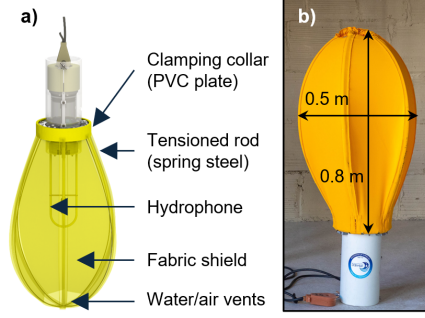 a)
Clamping collar
(PVC plate)
Tensioned rod
(spring steel)
Hydrophone
Fabric shield
Water/air vents
b)
0.5 m
0.8 m